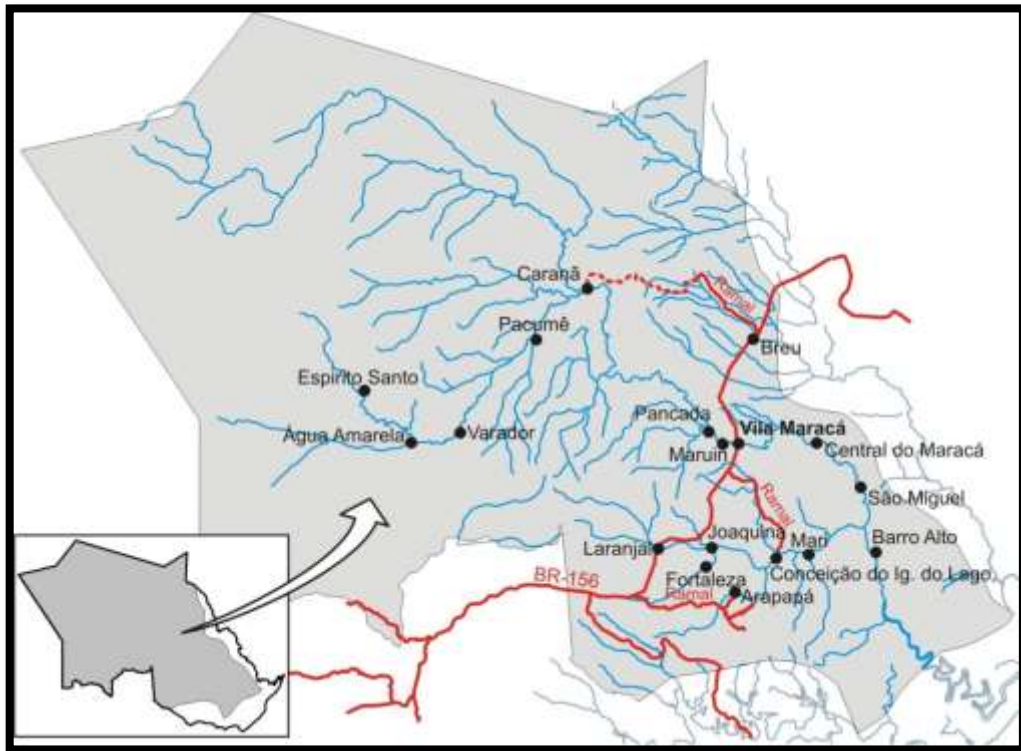 Caranã
Ramal
Pacumê
Breu
Espírito Santo
Pancada
Vila Maracá
Água Amarela
Varador
Maruin
Central do Maracá
São Miguel
Ramal
Joaquina
Mari
Barro Alto
Laranjal
Conceição do Ig. do Lago
BR-156
Fortaleza
Ramal
Arapapá